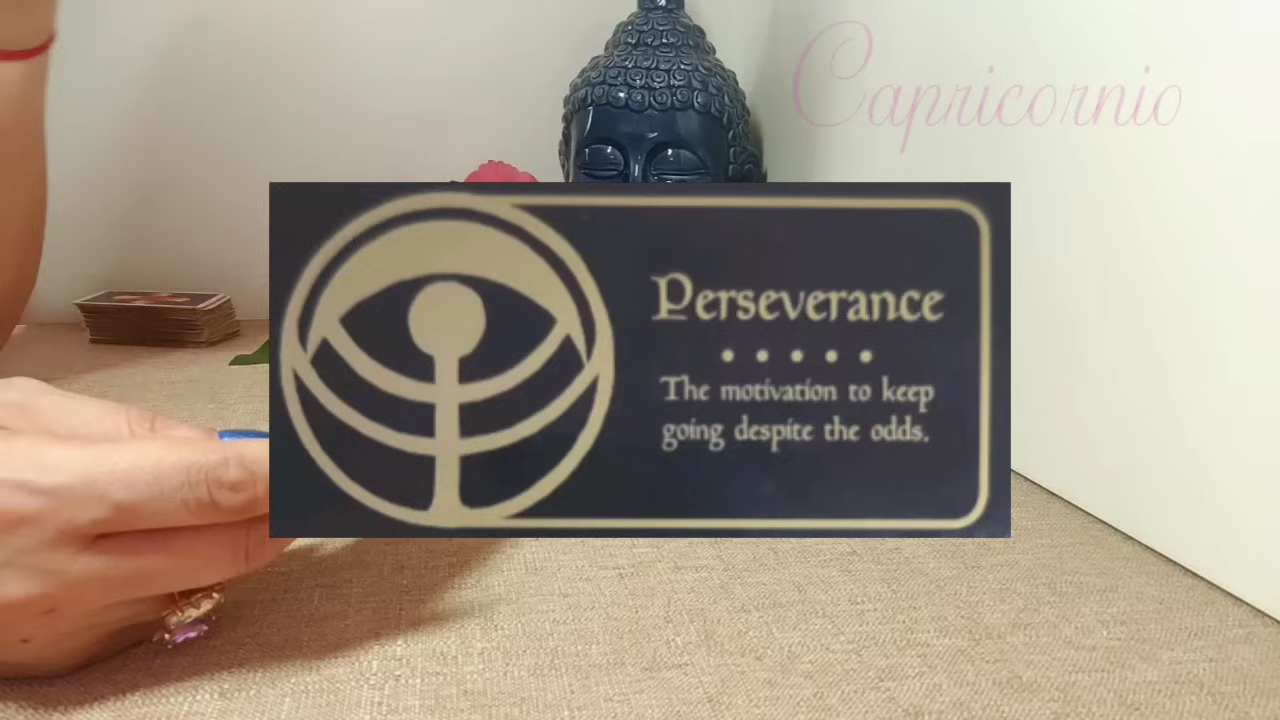 Capricornio
Perseverance
The motivation to keep
going despite the odds.